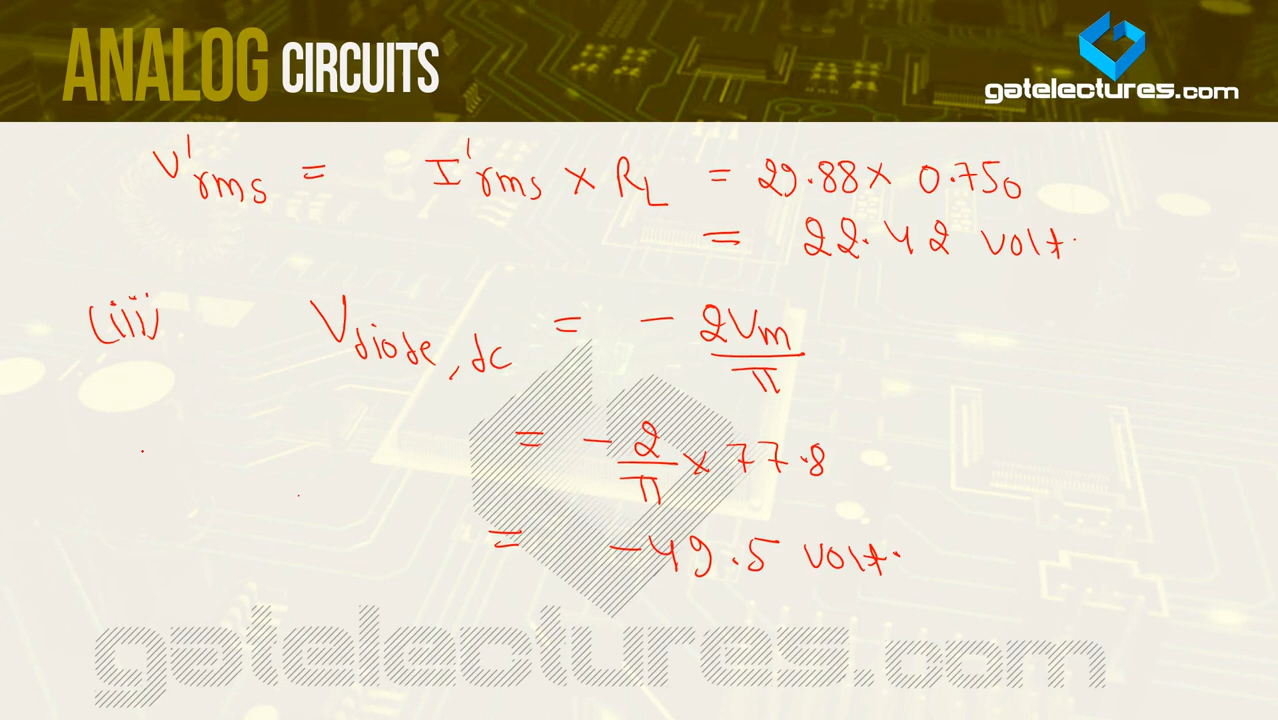 ANALOG CIRCUITS
gatelectures.com
V'rms = I'rms × RL = 29.88 × 0.750
= 22.42 volt.
(iii) Vdiode, dc = - 2Vm/π
= - 2/π × 77.8
= -49.5 volt.
gatelectures.com